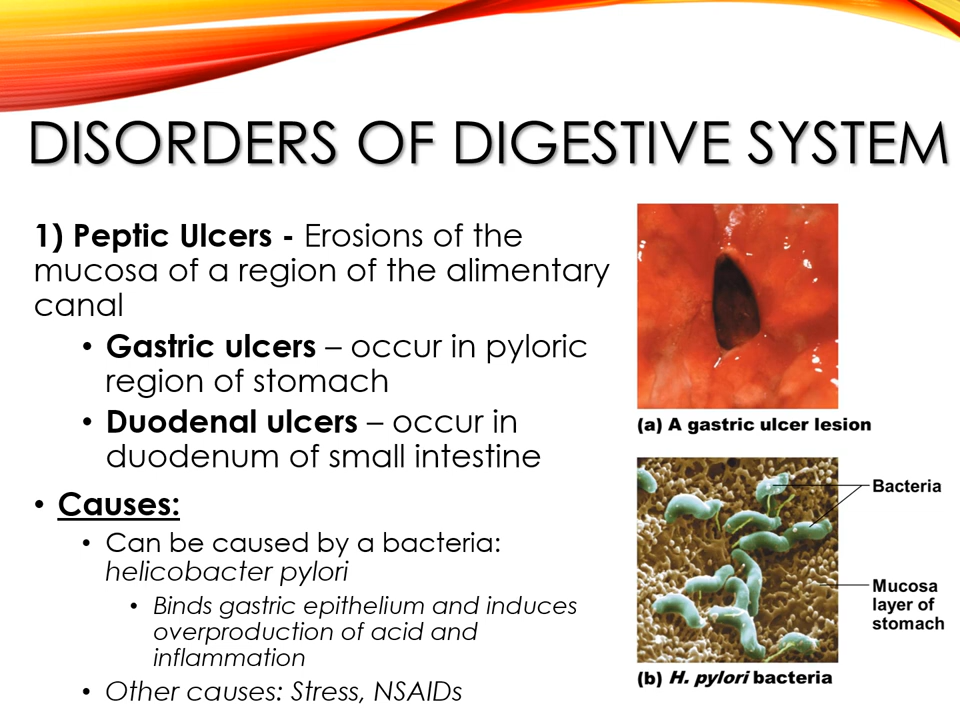 DISORDERS OF DIGESTIVE SYSTEM
1) Peptic Ulcers - Erosions of the
mucosa of a region of the alimentary
canal
• Gastric ulcers – occur in pyloric
region of stomach
• Duodenal ulcers – occur in
duodenum of small intestine
• Causes:
• Can be caused by a bacteria:
helicobacter pylori
• Binds gastric epithelium and induces
overproduction of acid and
inflammation
• Other causes: Stress, NSAIDs
(a) A gastric ulcer lesion
Bacteria
Mucosa
layer of
stomach
(b) H. pylori bacteria